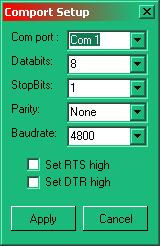 Comport Setup
Com port : Com 1
Databits: 8
StopBits: 1
Parity: None
Baudrate: 4800
Set RTS high
Set DTR high
Apply Cancel